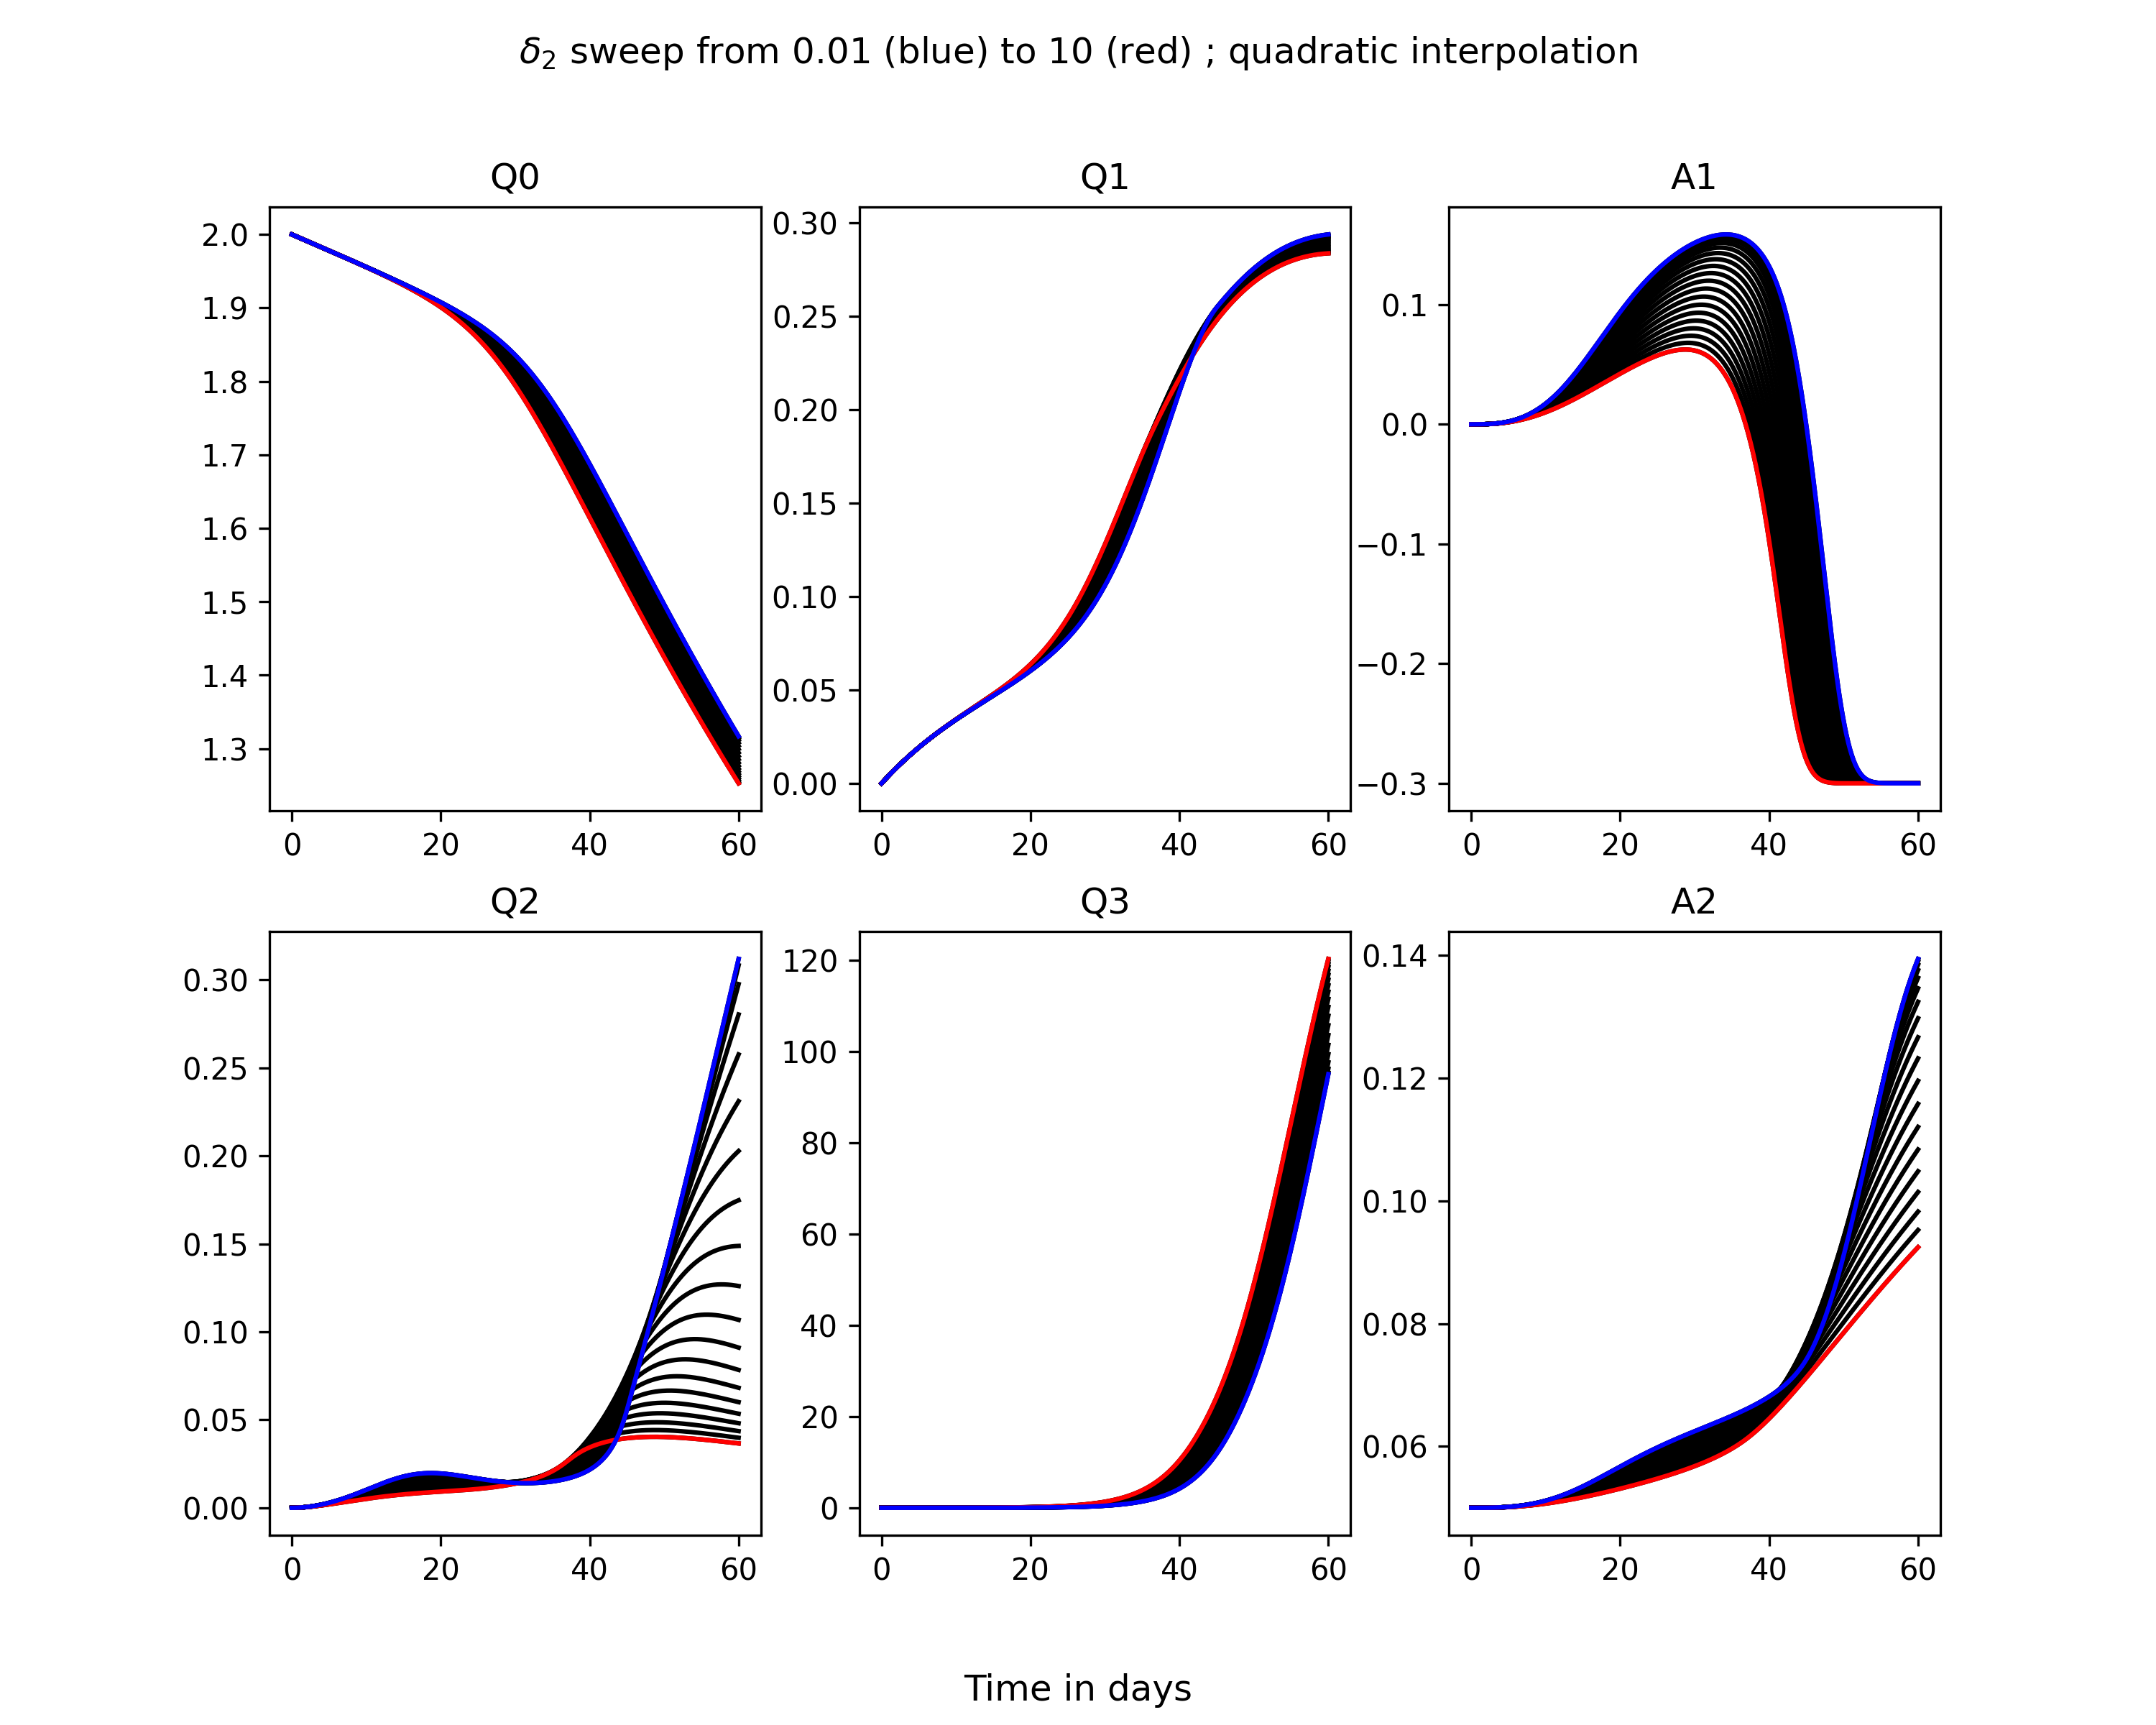 δ₂ sweep from 0.01 (blue) to 10 (red) ; quadratic interpolation
Q0
2.0
1.9
1.8
1.7
1.6
1.5
1.4
1.3
0 20 40 60
Q1
0.30
0.25
0.20
0.15
0.10
0.05
0.00
0 20 40 60
A1
0.1
0.0
−0.1
−0.2
−0.3
0 20 40 60
Q2
0.30
0.25
0.20
0.15
0.10
0.05
0.00
0 20 40 60
Q3
120
100
80
60
40
20
0
0 20 40 60
A2
0.14
0.12
0.10
0.08
0.06
0 20 40 60
Time in days